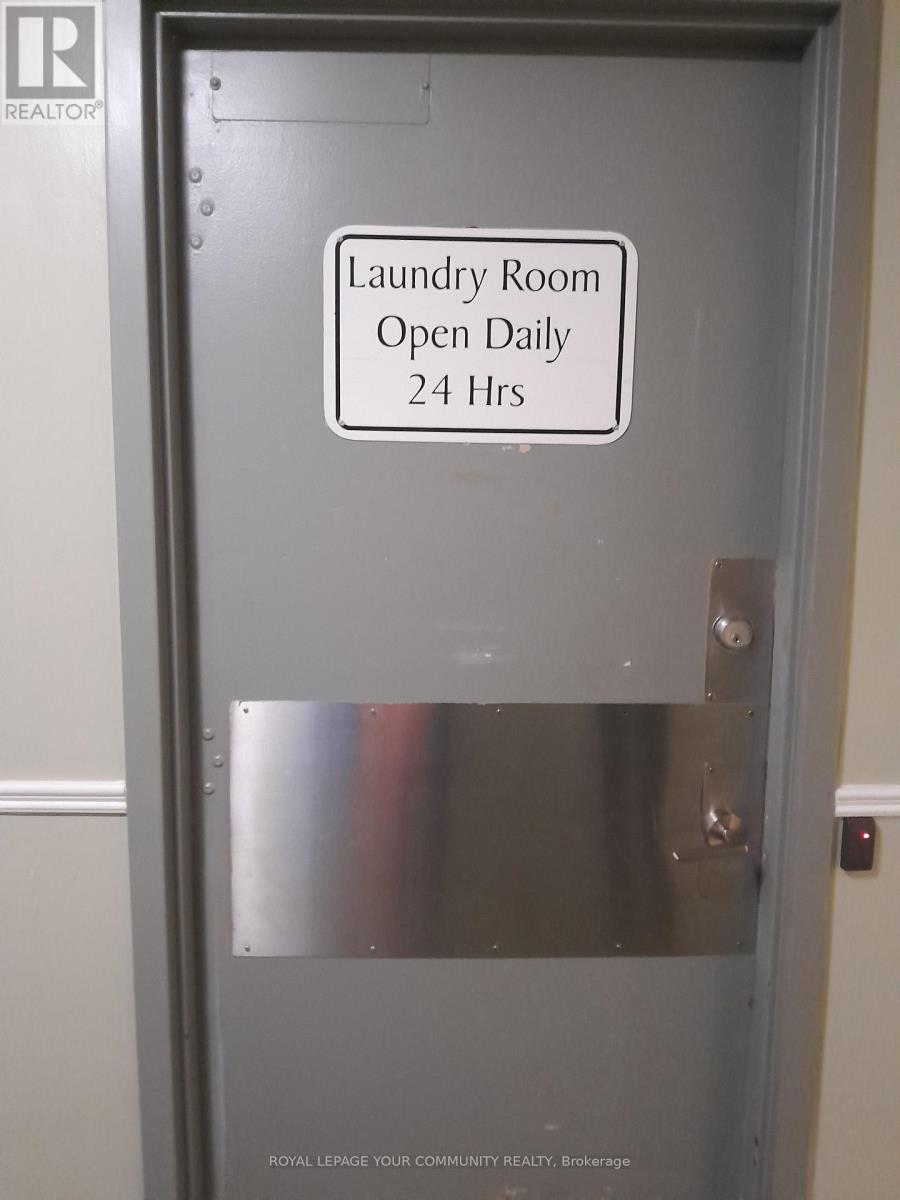 R
REALTOR®
Laundry Room
Open Daily
24 Hrs
ROYAL LEPAGE YOUR COMMUNITY REALTY, Brokerage